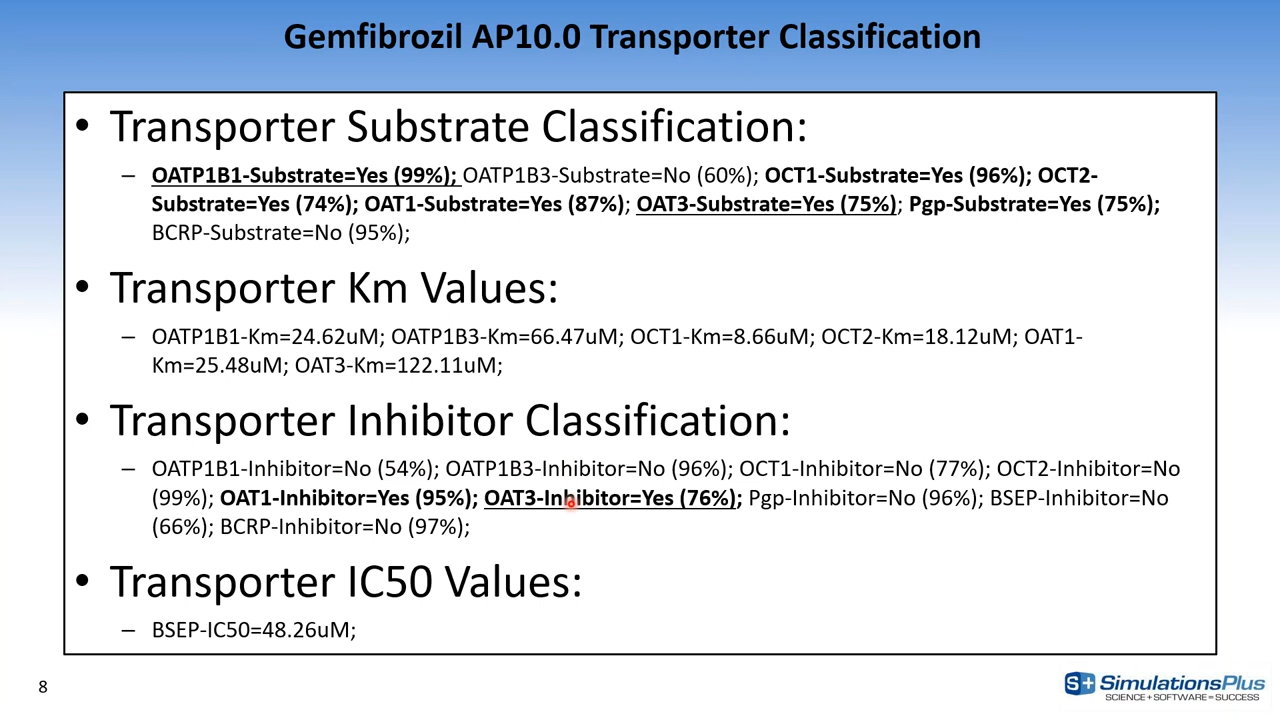 Gemfibrozil AP10.0 Transporter Classification
• Transporter Substrate Classification:
– OATP1B1-Substrate=Yes (99%); OATP1B3-Substrate=No (60%); OCT1-Substrate=Yes (96%); OCT2-
Substrate=Yes (74%); OAT1-Substrate=Yes (87%); OAT3-Substrate=Yes (75%); Pgp-Substrate=Yes (75%);
BCRP-Substrate=No (95%);
• Transporter Km Values:
– OATP1B1-Km=24.62uM; OATP1B3-Km=66.47uM; OCT1-Km=8.66uM; OCT2-Km=18.12uM; OAT1-
Km=25.48uM; OAT3-Km=122.11uM;
• Transporter Inhibitor Classification:
– OATP1B1-Inhibitor=No (54%); OATP1B3-Inhibitor=No (96%); OCT1-Inhibitor=No (77%); OCT2-Inhibitor=No
(99%); OAT1-Inhibitor=Yes (95%); OAT3-Inhibitor=Yes (76%); Pgp-Inhibitor=No (96%); BSEP-Inhibitor=No
(66%); BCRP-Inhibitor=No (97%);
• Transporter IC50 Values:
– BSEP-IC50=48.26uM;
8
S+ SimulationsPlus
SCIENCE+SOFTWARE=SUCCESS